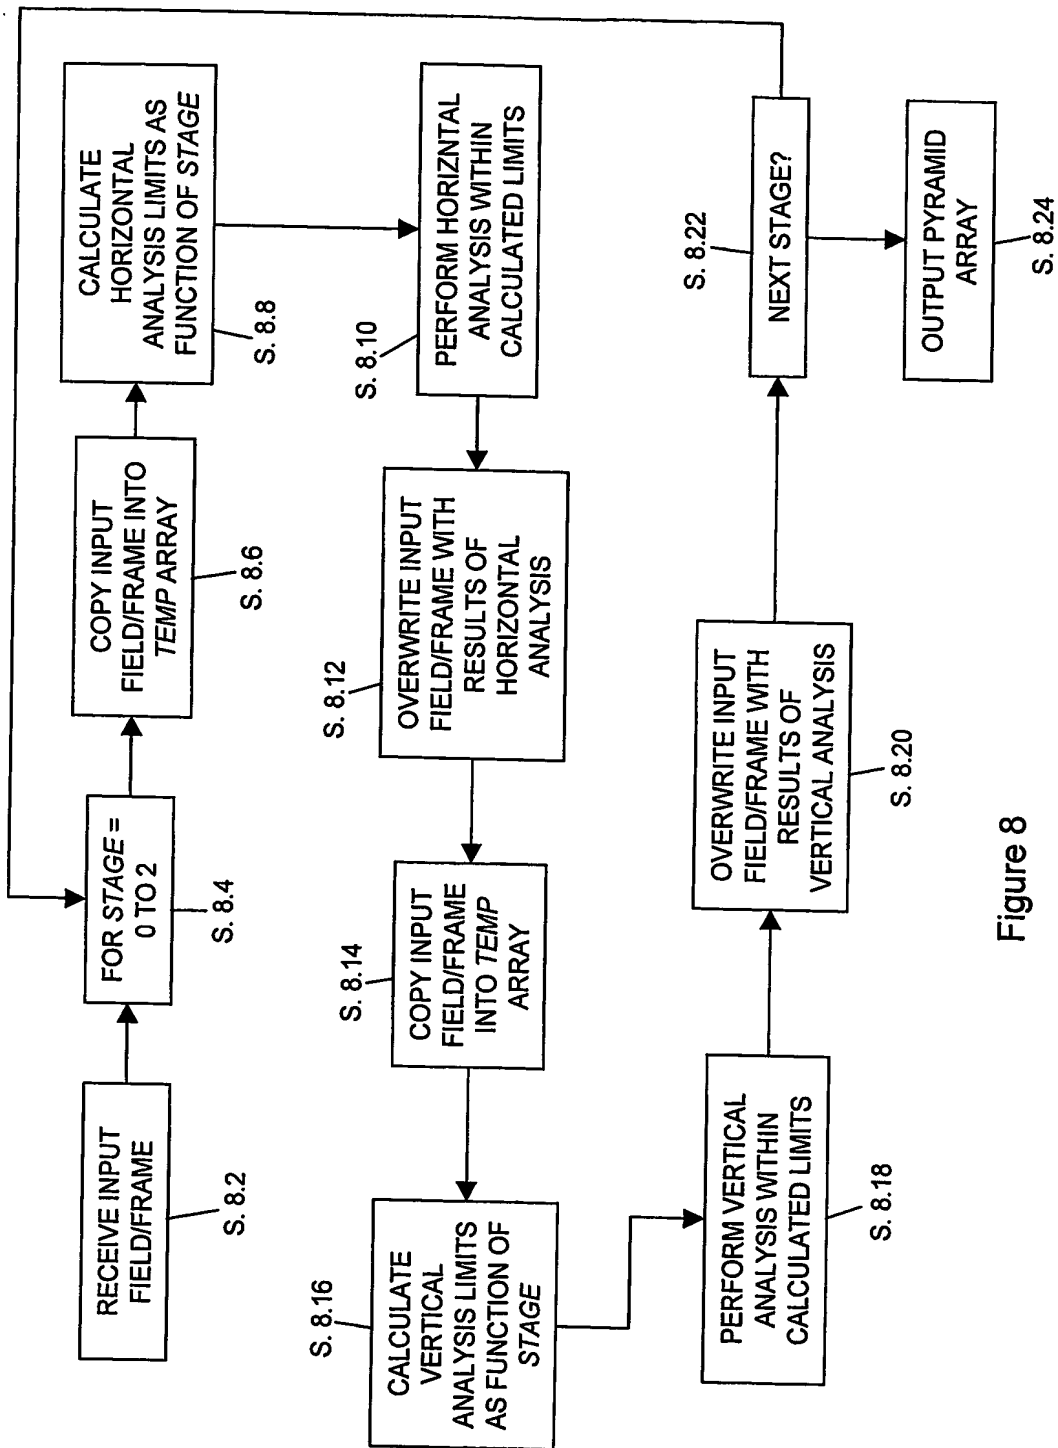 RECEIVE INPUT
FIELD/FRAME
S. 8.2
FOR STAGE =
0 TO 2
S. 8.4
COPY INPUT
FIELD/FRAME INTO
TEMP ARRAY
S. 8.6
CALCULATE
HORIZONTAL
ANALYSIS LIMITS AS
FUNCTION OF STAGE
S. 8.8
S. 8.10
PERFORM HORIZNTAL
ANALYSIS WITHIN
CALCULATED LIMITS
S. 8.12
OVERWRITE INPUT
FIELD/FRAME WITH
RESULTS OF
HORIZONTAL
ANALYSIS
S. 8.14
COPY INPUT
FIELD/FRAME
INTO TEMP
ARRAY
S. 8.16
CALCULATE
VERTICAL
ANALYSIS LIMITS
AS FUNCTION OF
STAGE
PERFORM VERTICAL
ANALYSIS WITHIN
CALCULATED LIMITS
S. 8.18
OVERWRITE INPUT
FIELD/FRAME WITH
RESULTS OF
VERTICAL ANALYSIS
S. 8.20
S. 8.22
NEXT STAGE?
OUTPUT PYRAMID
ARRAY
S. 8.24
Figure 8